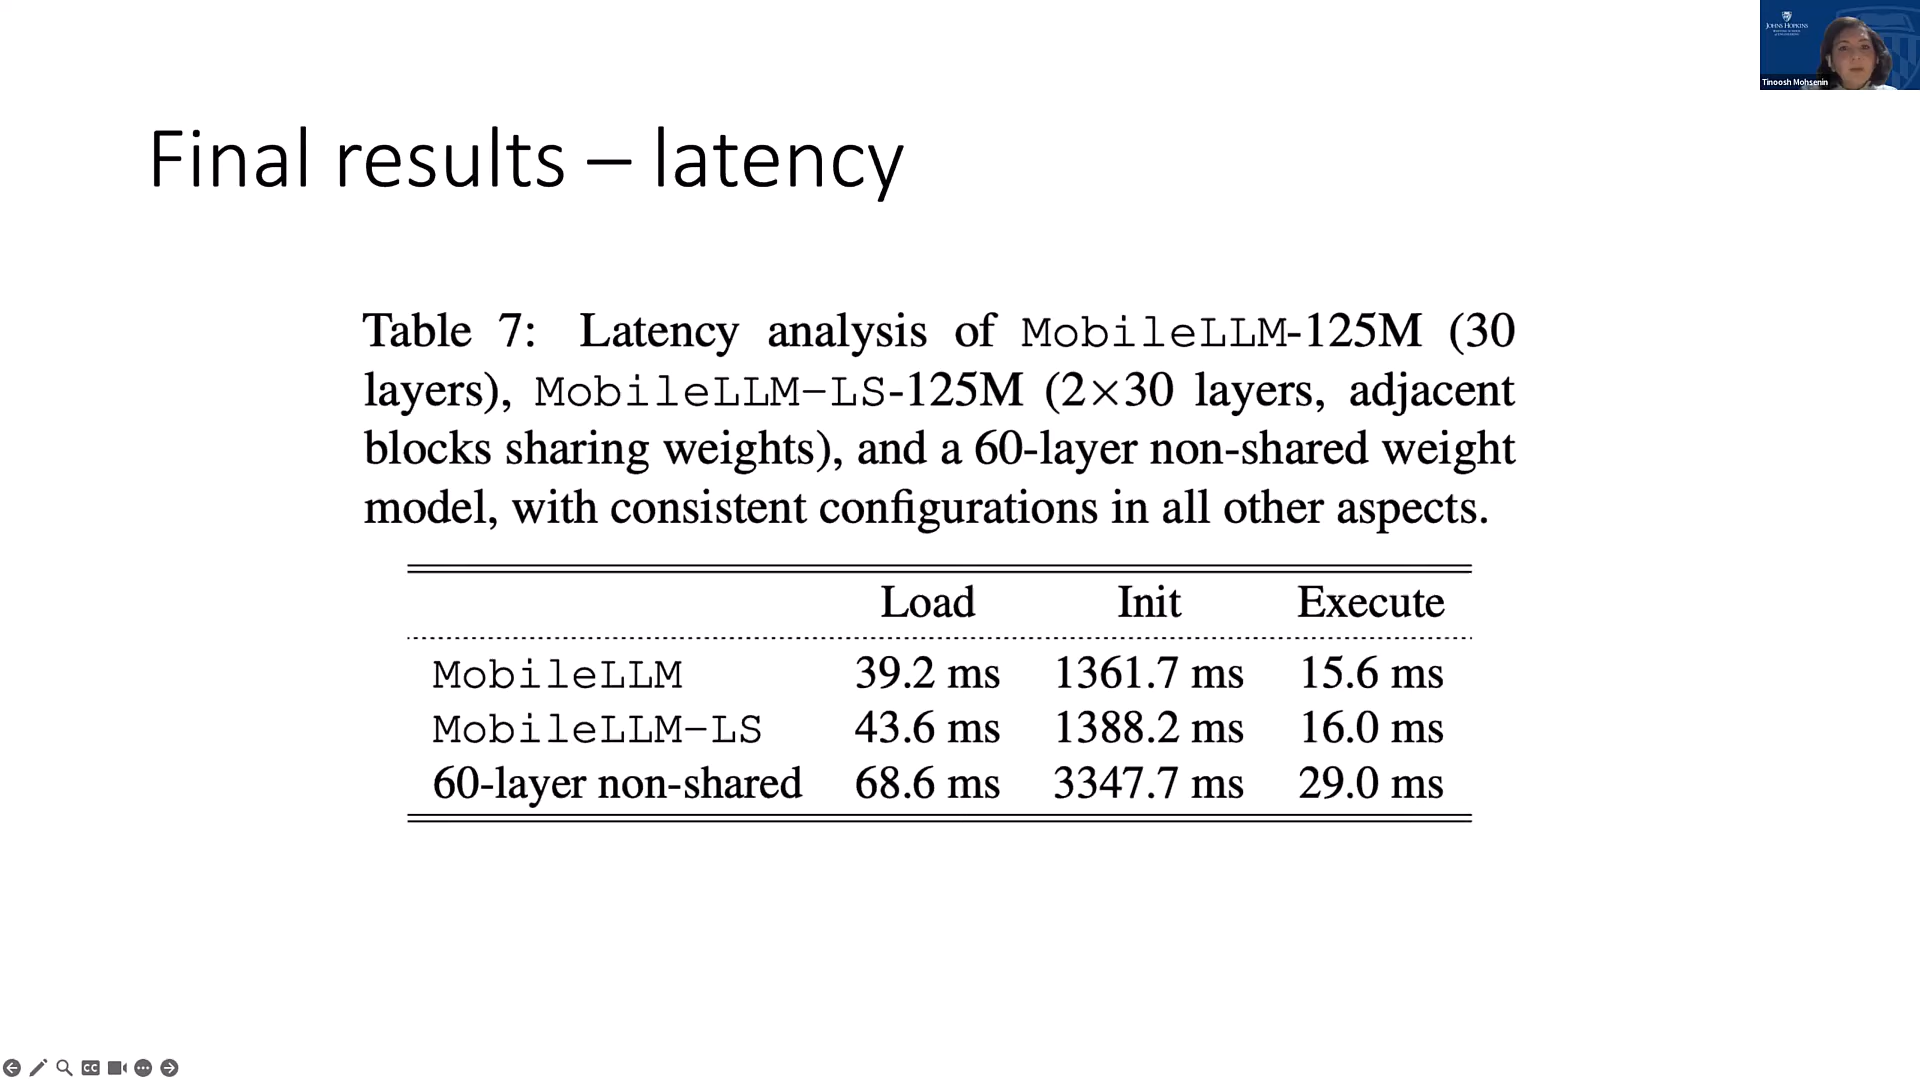 JOHNS HOPKINS
Tinoosh Mohsenin
Final results – latency
Table 7: Latency analysis of MobileLLM-125M (30
layers), MobileLLM-LS-125M (2×30 layers, adjacent
blocks sharing weights), and a 60-layer non-shared weight
model, with consistent configurations in all other aspects.
Load Init Execute
MobileLLM 39.2 ms 1361.7 ms 15.6 ms
MobileLLM-LS 43.6 ms 1388.2 ms 16.0 ms
60-layer non-shared 68.6 ms 3347.7 ms 29.0 ms
CC